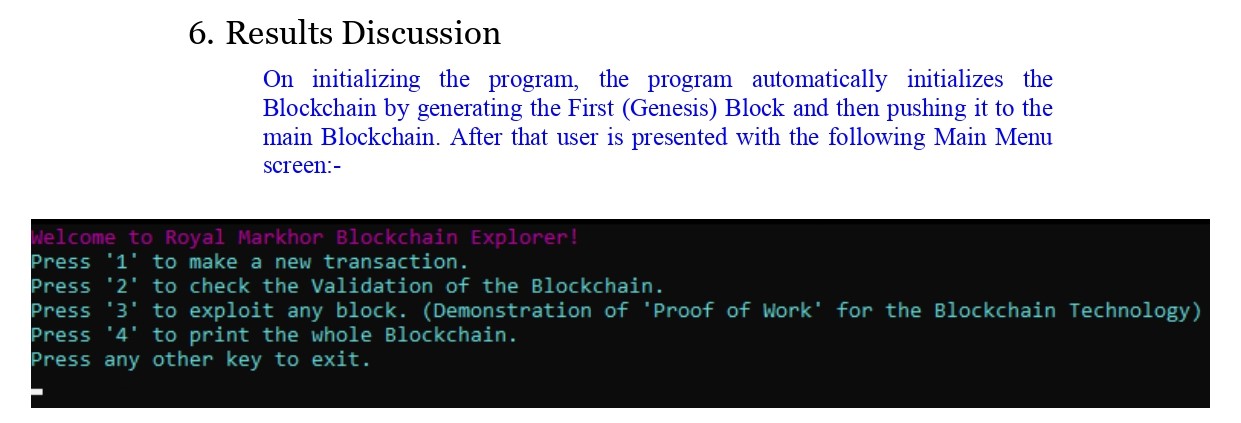 6. Results Discussion
On initializing the program, the program automatically initializes the
Blockchain by generating the First (Genesis) Block and then pushing it to the
main Blockchain. After that user is presented with the following Main Menu
screen:-
Welcome to Royal Markhor Blockchain Explorer!
Press '1' to make a new transaction.
Press '2' to check the Validation of the Blockchain.
Press '3' to exploit any block. (Demonstration of 'Proof of Work' for the Blockchain Technology)
Press '4' to print the whole Blockchain.
Press any other key to exit.